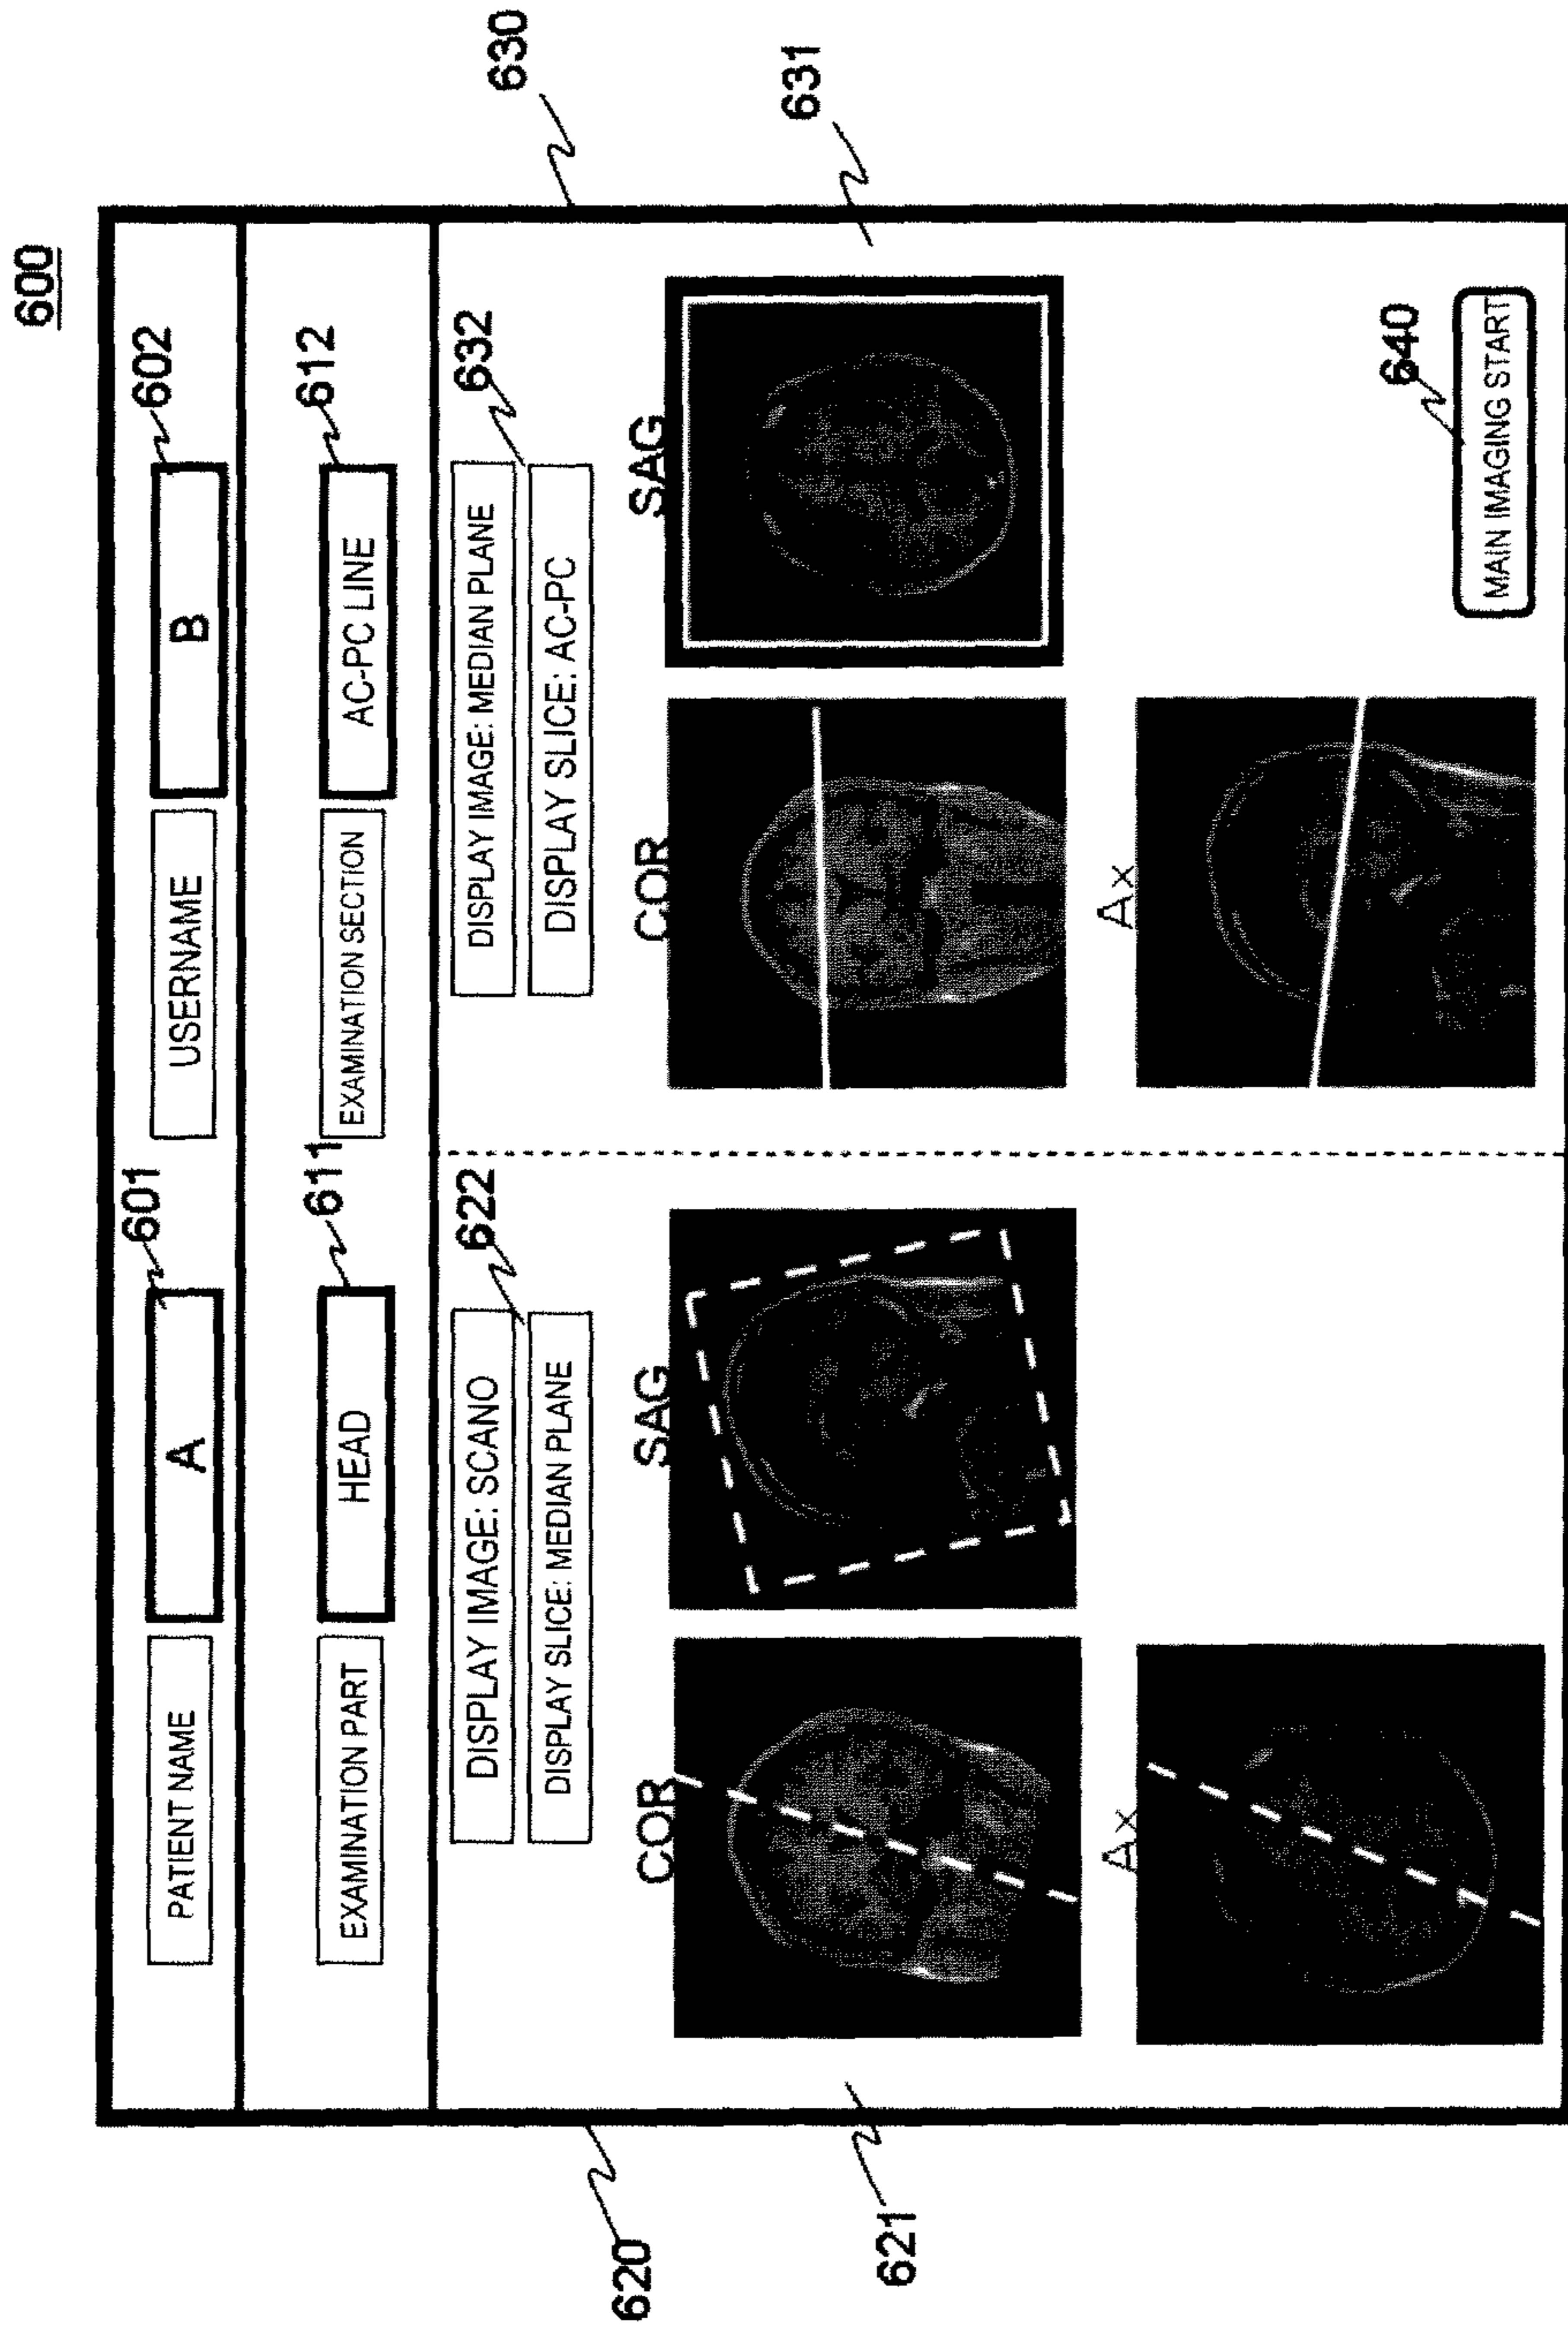 600
601
602
PATIENT NAME
A
USERNAME
B
611
612
EXAMINATION PART
HEAD
EXAMINATION SECTION
AC-PC LINE
620
630
622
632
DISPLAY IMAGE: SCANO
DISPLAY IMAGE: MEDIAN PLANE
DISPLAY SLICE: MEDIAN PLANE
DISPLAY SLICE: AC-PC
COR
SAG
COR
SAG
621
631
Ax
Ax
640
MAIN IMAGING START